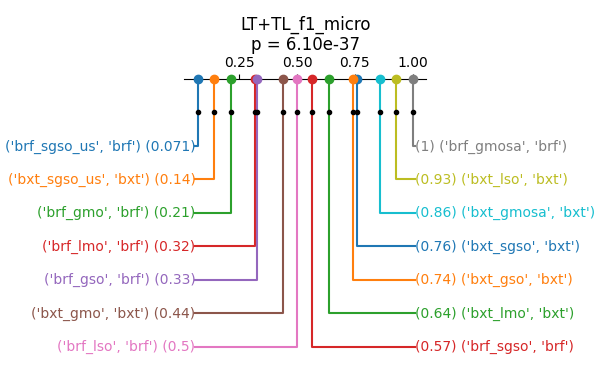 LT+TL_f1_micro
p = 6.10e-37
0.25 0.50 0.75 1.00
('brf_sgso_us', 'brf') (0.071) (1) ('brf_gmosa', 'brf')
('bxt_sgso_us', 'bxt') (0.14) (0.93) ('bxt_lso', 'bxt')
('brf_gmo', 'brf') (0.21) (0.86) ('bxt_gmosa', 'bxt')
('brf_lmo', 'brf') (0.32) (0.76) ('bxt_sgso', 'bxt')
('brf_gso', 'brf') (0.33) (0.74) ('bxt_gso', 'bxt')
('bxt_gmo', 'bxt') (0.44) (0.64) ('bxt_lmo', 'bxt')
('brf_lso', 'brf') (0.5) (0.57) ('brf_sgso', 'brf')